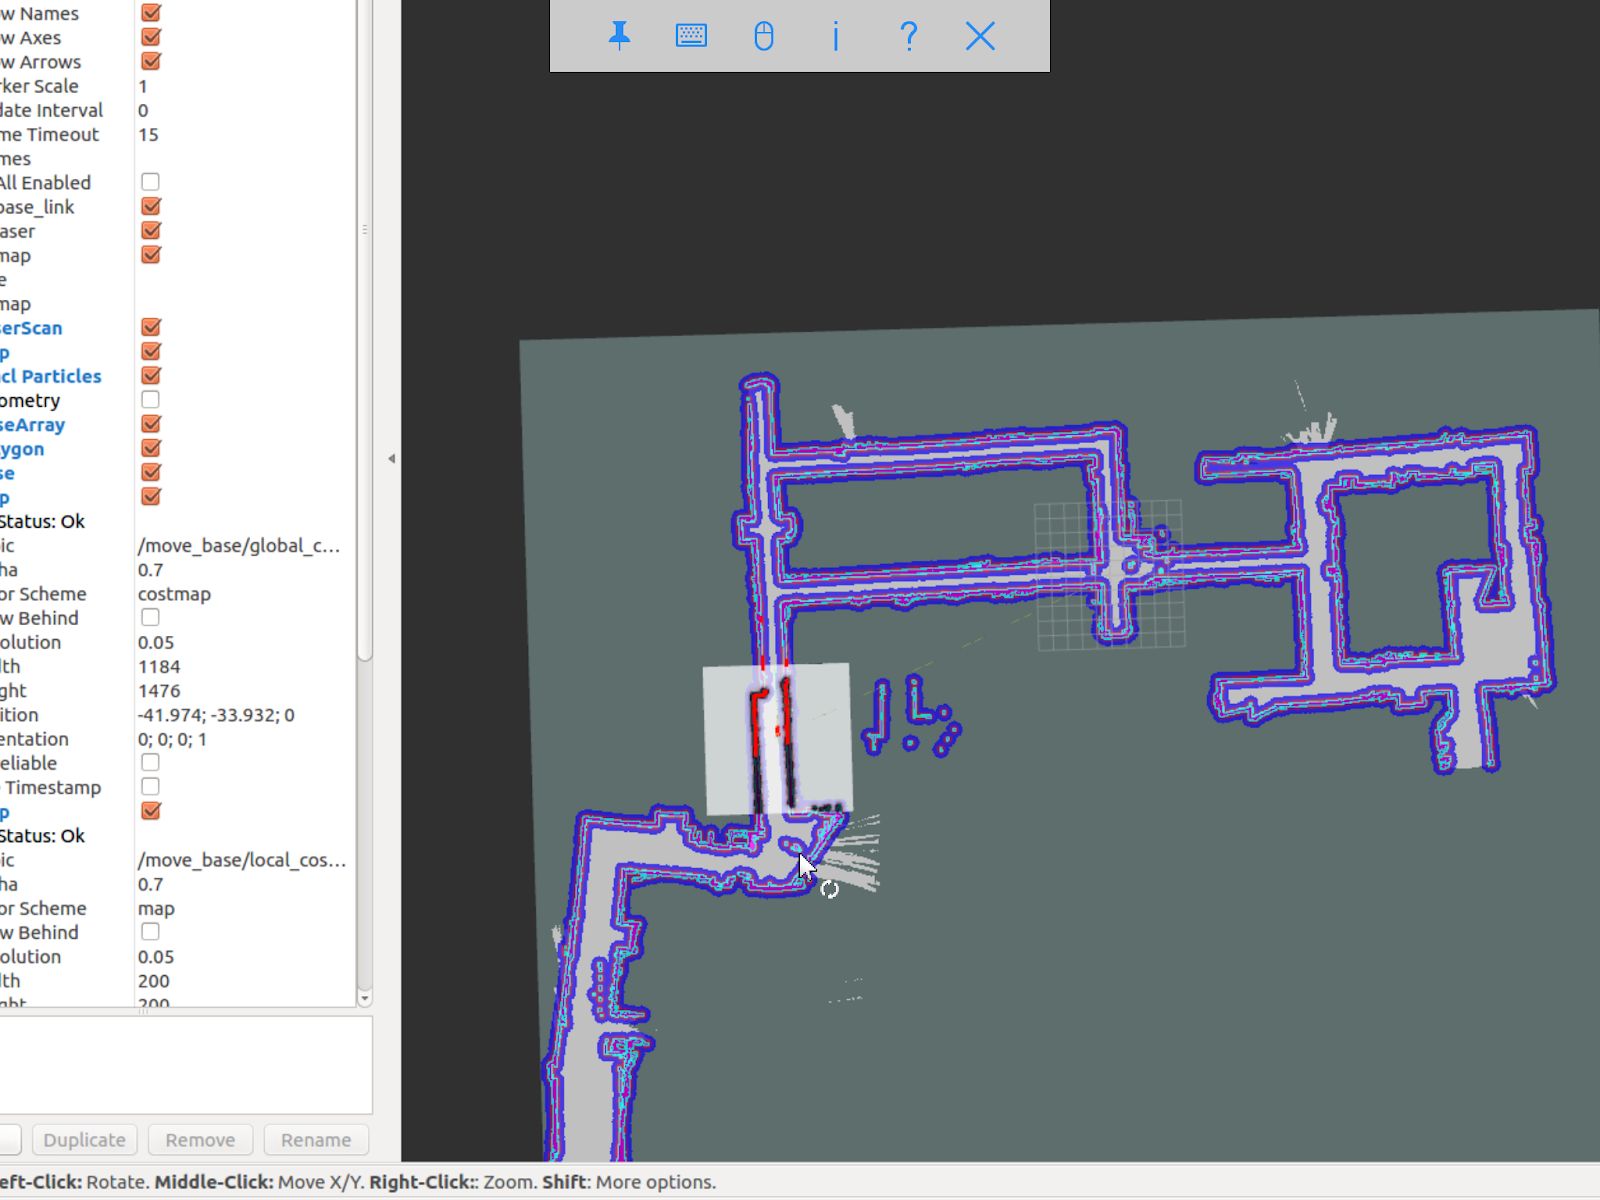 ow Names
ow Axes
ow Arrows
rker Scale 1
date Interval 0
me Timeout 15
mes
All Enabled
base_link
aser
map
e
map
serScan
p
cl Particles
ometry
seArray
ygon
se
p
Status: Ok
ic /move_base/global_c...
ha 0.7
or Scheme costmap
w Behind
olution 0.05
lth 1184
ght 1476
ition -41.974; -33.932; 0
entation 0; 0; 0; 1
eliable
Timestamp
p
Status: Ok
ic /move_base/local_cos...
ha 0.7
or Scheme map
w Behind
olution 0.05
lth 200
ght 200
Duplicate Remove Rename
eft-Click: Rotate. Middle-Click: Move X/Y. Right-Click:: Zoom. Shift: More options.